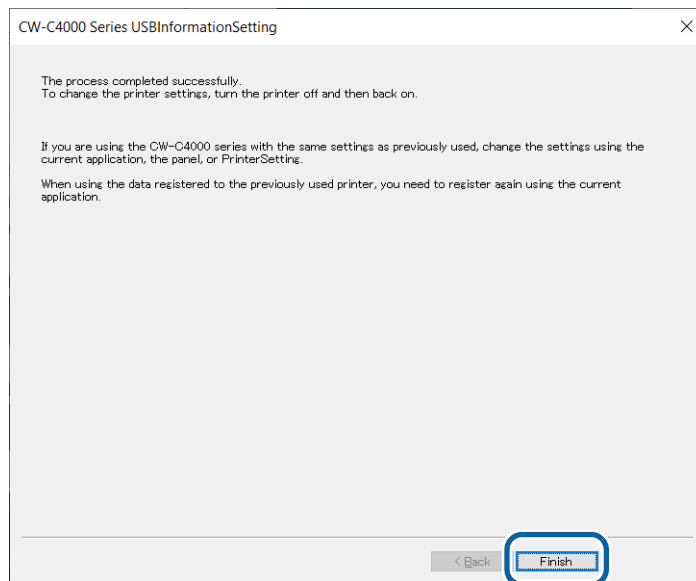 CW-C4000 Series USBInformationSetting
The process completed successfully.
To change the printer settings, turn the printer off and then back on.
If you are using the CW-C4000 series with the same settings as previously used, change the settings using the
current application, the panel, or PrinterSetting.
When using the data registered to the previously used printer, you need to register again using the current
application.
< Back
Finish